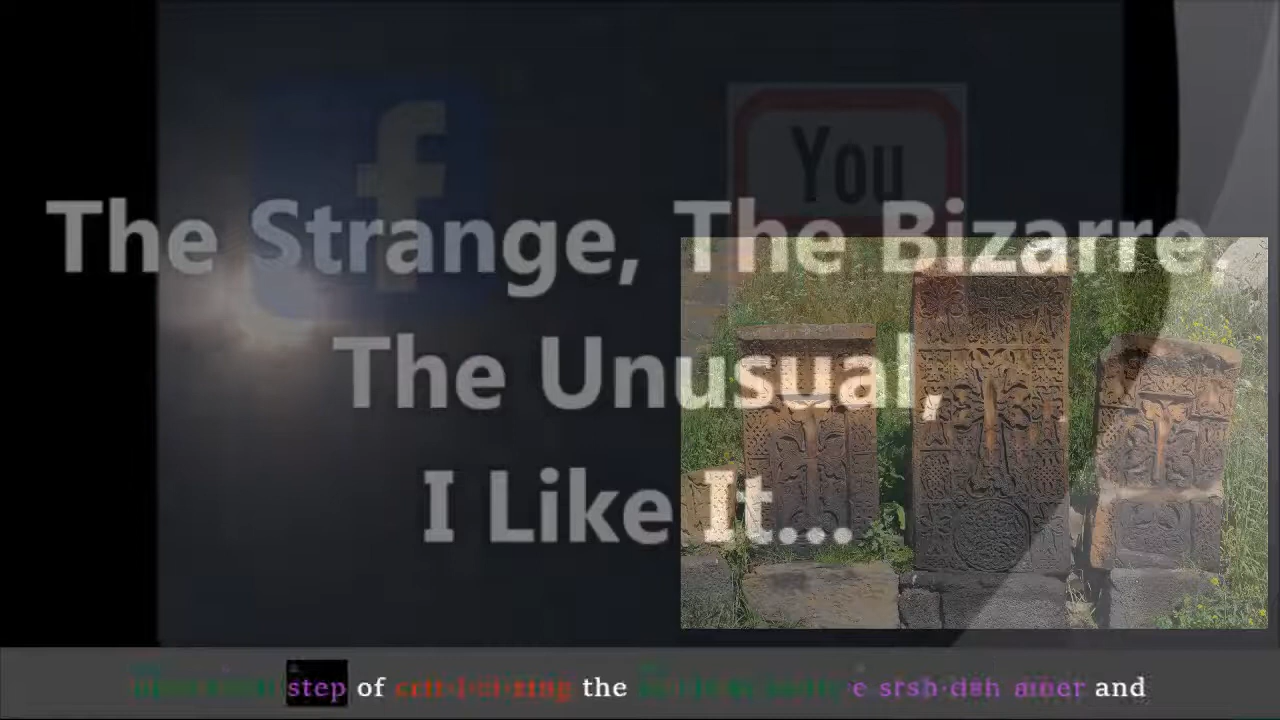 f
You
The Strange, The Bizarre,
The Unusual,
I Like It...
step of the and